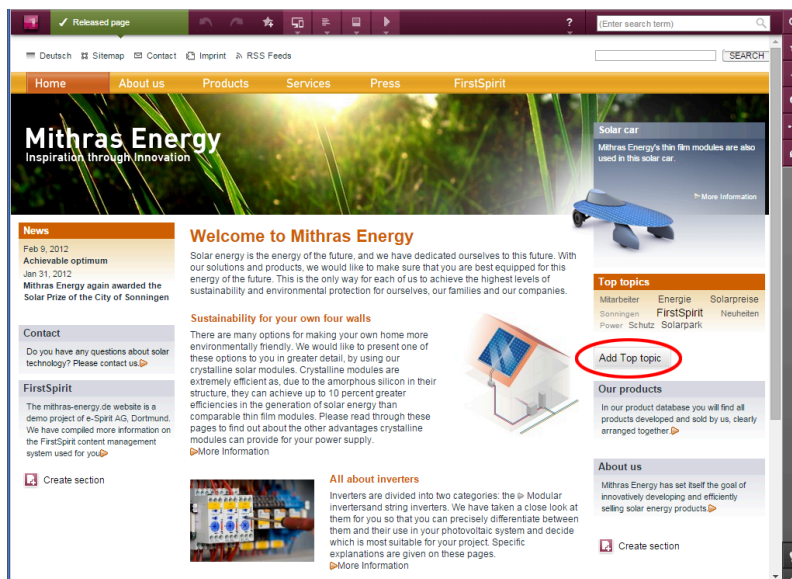 Released page
?
(Enter search term)
Deutsch Sitemap Contact Imprint RSS Feeds
SEARCH
Home About us Products Services Press FirstSpirit
Mithras Energy
Inspiration through Innovation
Solar car
Mithras Energy's thin film modules are also
used in this solar car.
More Information
News
Feb 9, 2012
Achievable optimum
Jan 31, 2012
Mithras Energy again awarded the
Solar Prize of the City of Sonningen
Contact
Do you have any questions about solar
technology? Please contact us.
FirstSpirit
The mithras-energy.de website is a
demo project of e-Spirit AG, Dortmund.
We have compiled more information on
the FirstSpirit content management
system used for you
Create section
Welcome to Mithras Energy
Solar energy is the energy of the future, and we have dedicated ourselves to this future. With
our solutions and products, we would like to make sure that you are best equipped for this
energy of the future. This is the only way for each of us to achieve the highest levels of
sustainability and environmental protection for ourselves, our families and our companies.
Sustainability for your own four walls
There are many options for making your own home more
environmentally friendly. We would like to present one of
these options to you in greater detail, by using our
crystalline solar modules. Crystalline modules are
extremely efficient as, due to the amorphous silicon in their
structure, they can achieve up to 10 percent greater
efficiencies in the generation of solar energy than
comparable thin film modules. Please read through these
pages to find out about the other advantages crystalline
modules can provide for your power supply.
More Information
All about inverters
Inverters are divided into two categories: the Modular
invertersand string inverters. We have taken a close look at
them for you so that you can precisely differentiate between
them and their use in your photovoltaic system and decide
which is most suitable for your project. Specific
explanations are given on these pages.
More Information
Top topics
Mitarbeiter Energie Solarpreise
Sonningen FirstSpirit Neuheiten
Power Schutz Solarpark
Add Top topic
Our products
In our product database you will find all
products developed and sold by us, clearly
arranged together.
About us
Mithras Energy has set itself the goal of
innovatively developing and efficiently
selling solar energy products.
Create section